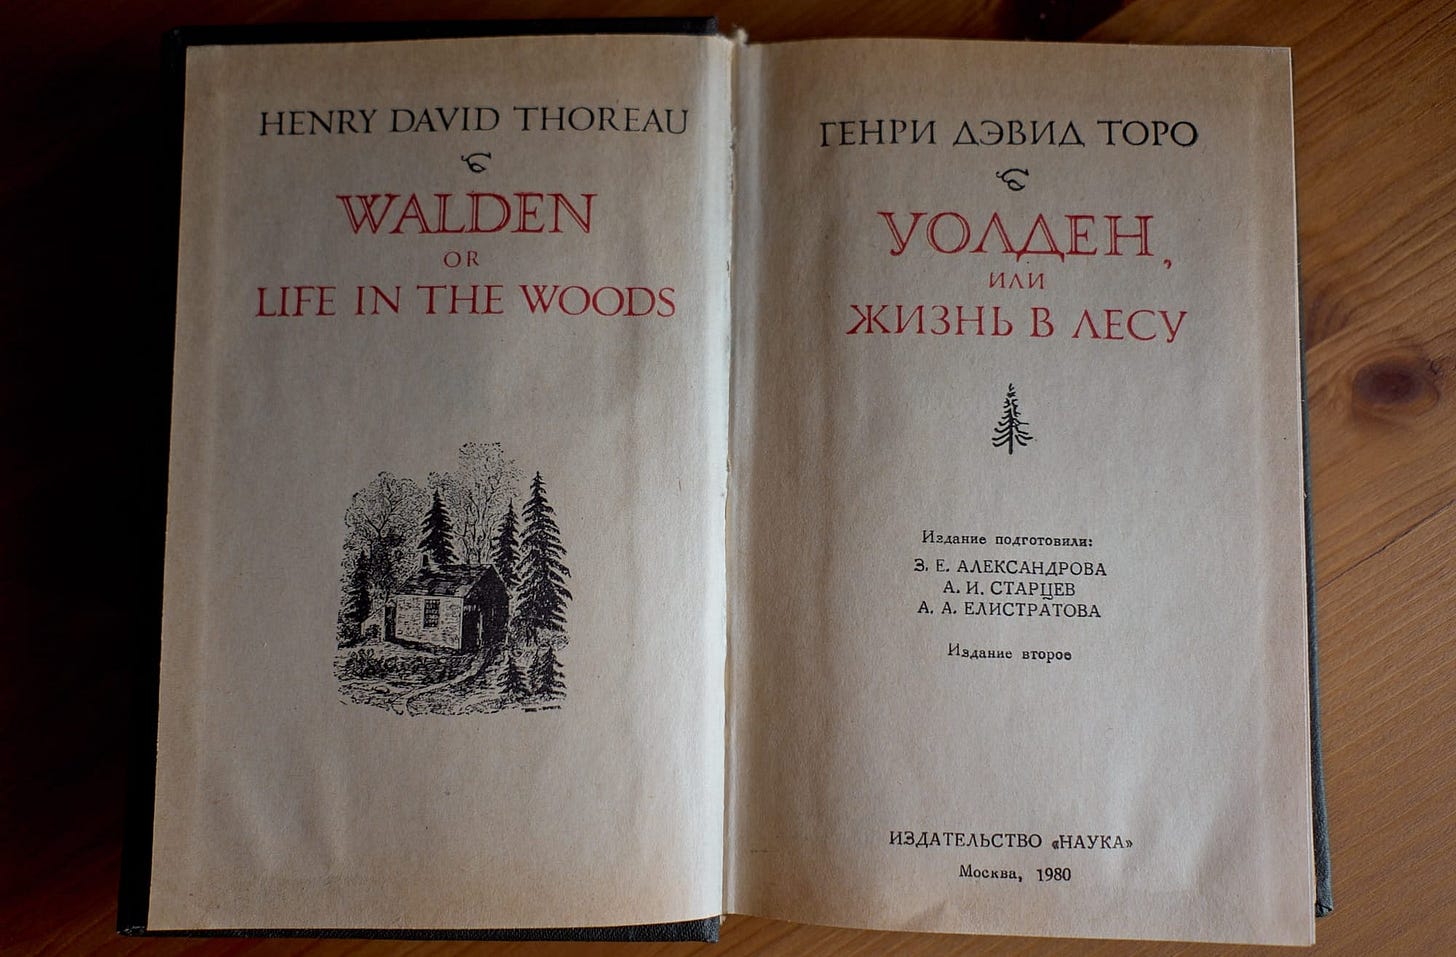 HENRY DAVID THOREAU
WALDEN
OR
LIFE IN THE WOODS
ГЕНРИ ДЭВИД ТОРО
УОЛДЕН,
ИЛИ
ЖИЗНЬ В ЛЕСУ
Издание подготовили:
З. Е. АЛЕКСАНДРОВА
А. И. СТАРЦЕВ
А. А. ЕЛИСТРАТОВА
Издание второе
ИЗДАТЕЛЬСТВО «НАУКА»
Москва, 1980